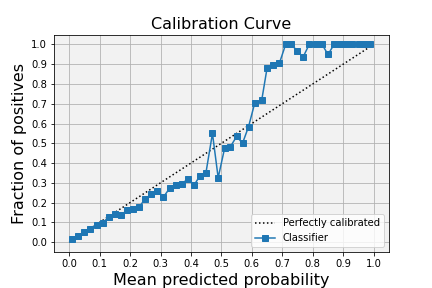 Calibration Curve
Fraction of positives
1.0
0.9
0.8
0.7
0.6
0.5
0.4
0.3
0.2
0.1
0.0
Perfectly calibrated
Classifier
0.0 0.1 0.2 0.3 0.4 0.5 0.6 0.7 0.8 0.9 1.0
Mean predicted probability